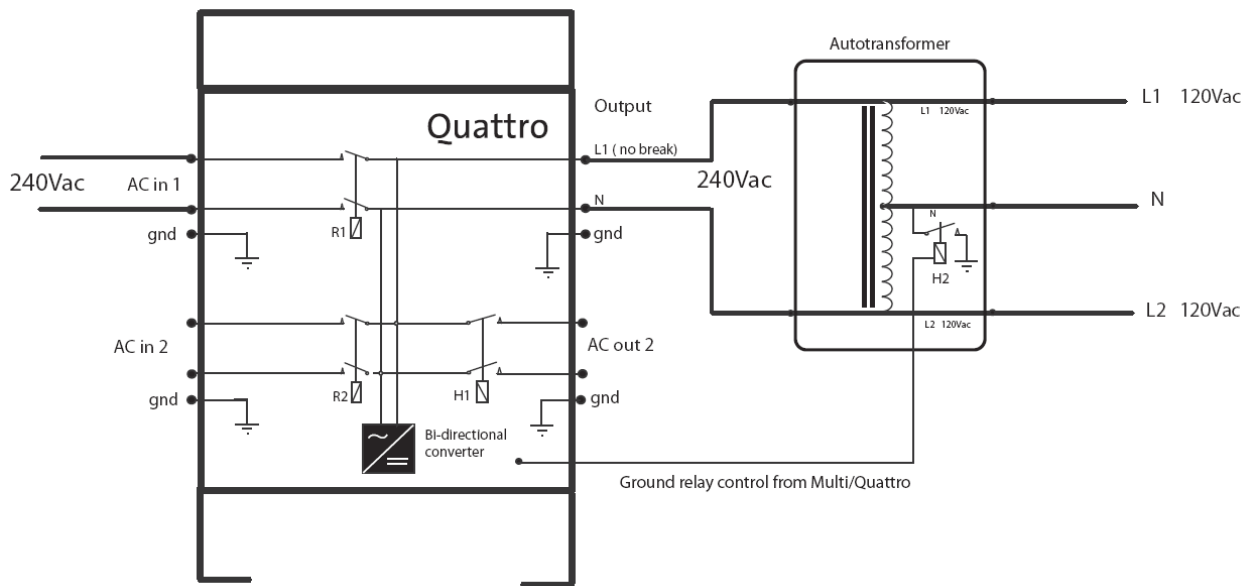 Autotransformer
L1 120Vac
Output
L1 120Vac
Quattro
L1 ( no break)
240Vac
AC in 1
240Vac
N
N
gnd
R1
gnd
N
H2
L2 120Vac
L2 120Vac
AC in 2
AC out 2
R2
H1
gnd
gnd
Bi-directional
converter
Ground relay control from Multi/Quattro